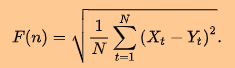 F(n) = \sqrt{\frac{1}{N} \sum_{t=1}^{N} (X_t - Y_t)^2}.